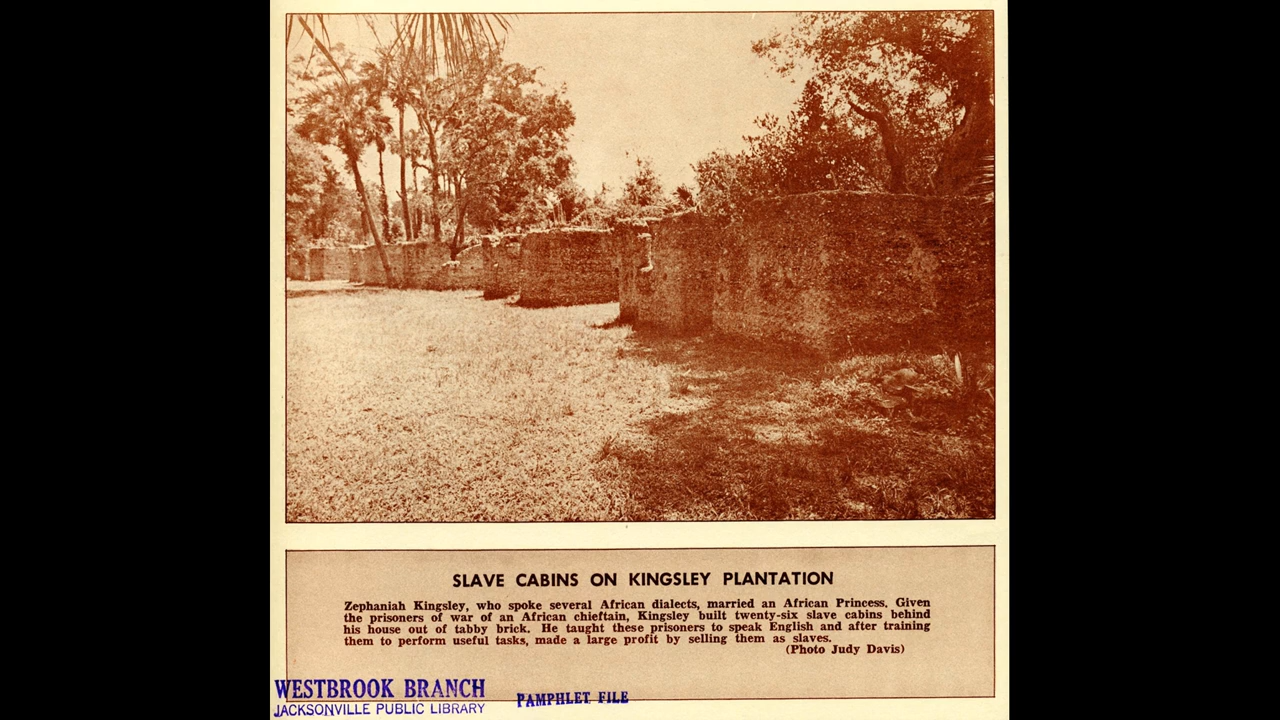 SLAVE CABINS ON KINGSLEY PLANTATION
Zephaniah Kingsley, who spoke several African dialects, married an African Princess. Given
the prisoners of war of an African chieftain, Kingsley built twenty-six slave cabins behind
his house out of tabby brick. He taught these prisoners to speak English and after training
them to perform useful tasks, made a large profit by selling them as slaves.
(Photo Judy Davis)
WESTBROOK BRANCH
JACKSONVILLE PUBLIC LIBRARY
PAMPHLET FILE